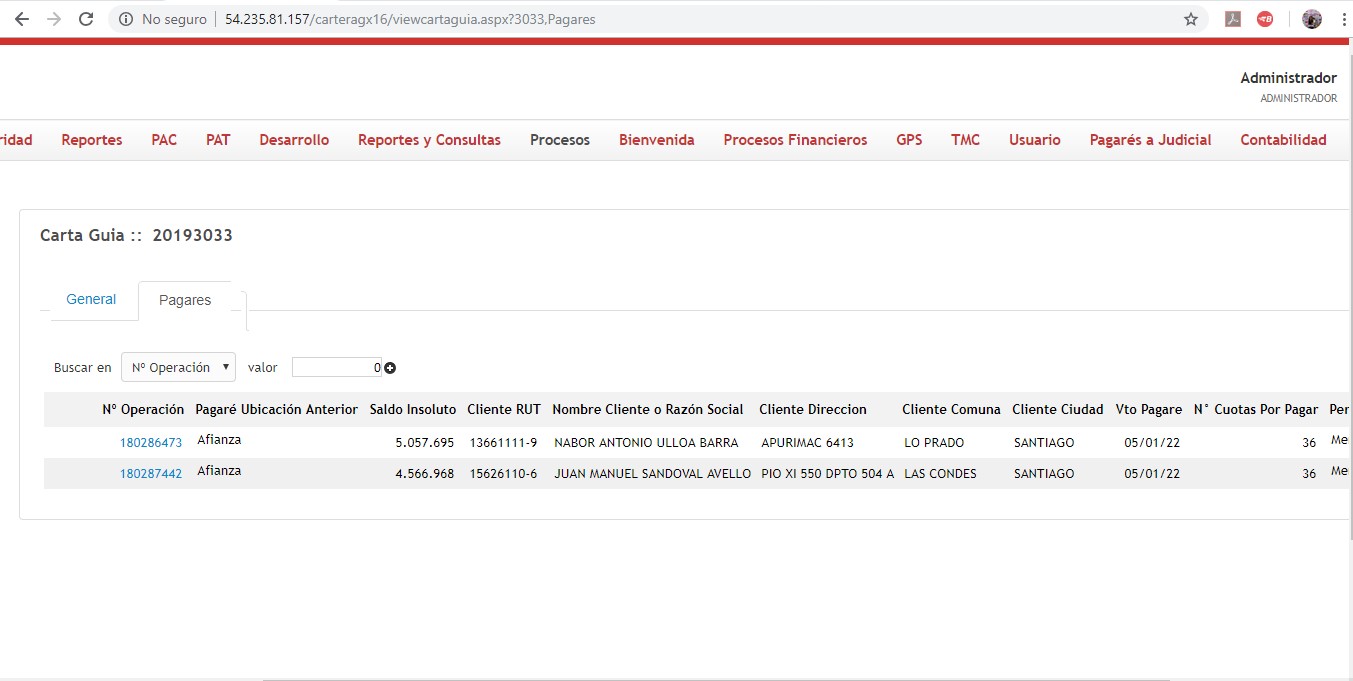 No seguro 54.235.81.157/carteragx16/viewcartaguia.aspx?3033,Pagares
Administrador
ADMINISTRADOR
ridad Reportes PAC PAT Desarrollo Reportes y Consultas Procesos Bienvenida Procesos Financieros GPS TMC Usuario Pagarés a Judicial Contabilidad
Carta Guia :: 20193033
General Pagares
Buscar en Nº Operación valor 0
Nº Operación Pagaré Ubicación Anterior Saldo Insoluto Cliente RUT Nombre Cliente o Razón Social Cliente Direccion Cliente Comuna Cliente Ciudad Vto Pagare N° Cuotas Por Pagar Per
180286473 Afianza 5.057.695 13661111-9 NABOR ANTONIO ULLOA BARRA APURIMAC 6413 LO PRADO SANTIAGO 05/01/22 36 Me
180287442 Afianza 4.566.968 15626110-6 JUAN MANUEL SANDOVAL AVELLO PIO XI 550 DPTO 504 A LAS CONDES SANTIAGO 05/01/22 36 Me